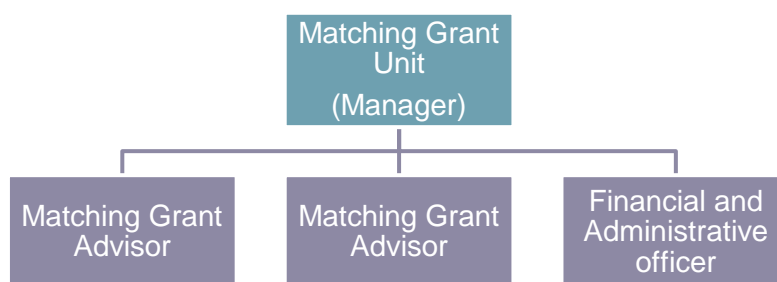 Matching Grant
Unit
(Manager)
Matching Grant
Advisor
Matching Grant
Advisor
Financial and
Administrative
officer